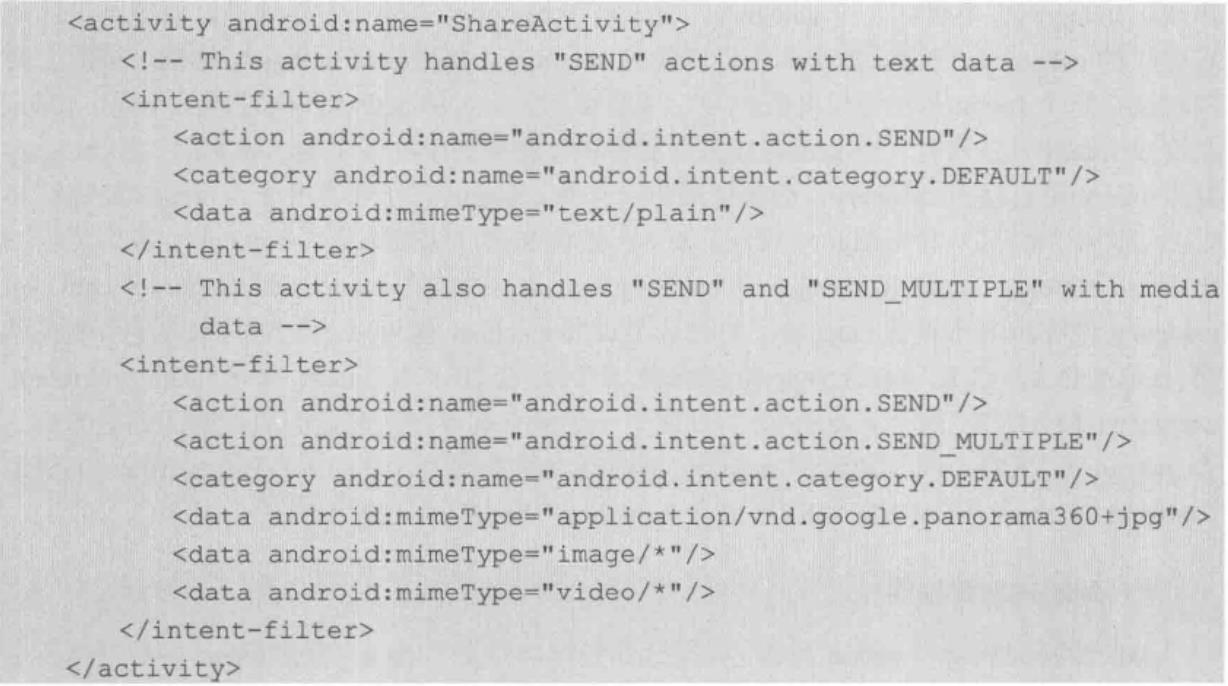 <activity android:name="ShareActivity">
<!-- This activity handles "SEND" actions with text data -->
<intent-filter>
<action android:name="android.intent.action.SEND"/>
<category android:name="android.intent.category.DEFAULT"/>
<data android:mimeType="text/plain"/>
</intent-filter>
<!-- This activity also handles "SEND" and "SEND_MULTIPLE" with media
data -->
<intent-filter>
<action android:name="android.intent.action.SEND"/>
<action android:name="android.intent.action.SEND_MULTIPLE"/>
<category android:name="android.intent.category.DEFAULT"/>
<data android:mimeType="application/vnd.google.panorama360+jpg"/>
<data android:mimeType="image/*"/>
<data android:mimeType="video/*"/>
</intent-filter>
</activity>